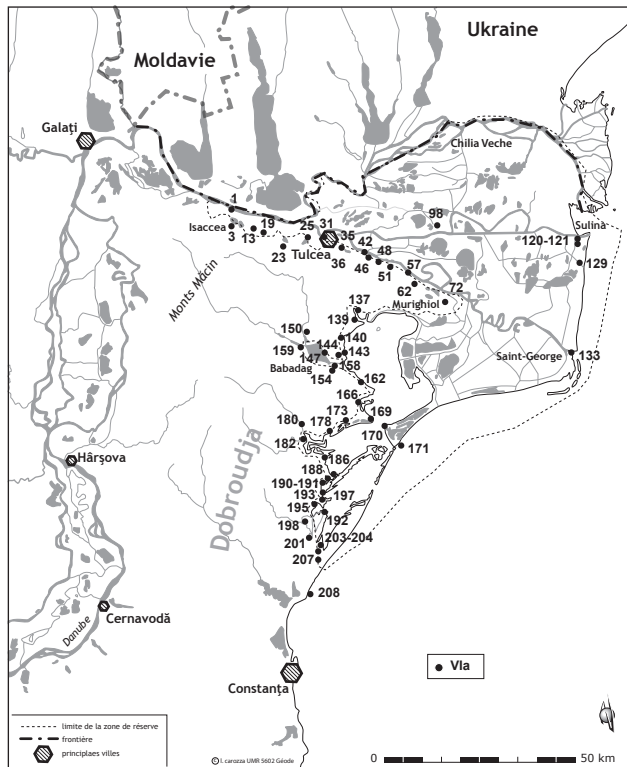 Ukraine
Moldavie
Galaţi
Chilia Veche
1
Isaccea
3
13
19
25
31
23
Tulcea
35
36
42
46
48
51
57
62
98
72
Murighiol
Sulina
120-121
129
133
Saint-George
Monts Măcin
137
139
140
150
144
143
159
147
Babadag
158
154
162
166
173
169
180
178
170
182
171
186
188
190-191
193
197
195
192
198
201
203-204
207
208
Dobroudja
Hârşova
Cernavodă
Danube
Constanţa
VIa
limite de la zone de réserve
frontière
principlaes villes
© l. carozza UMR 5602 Géode
0 50 km